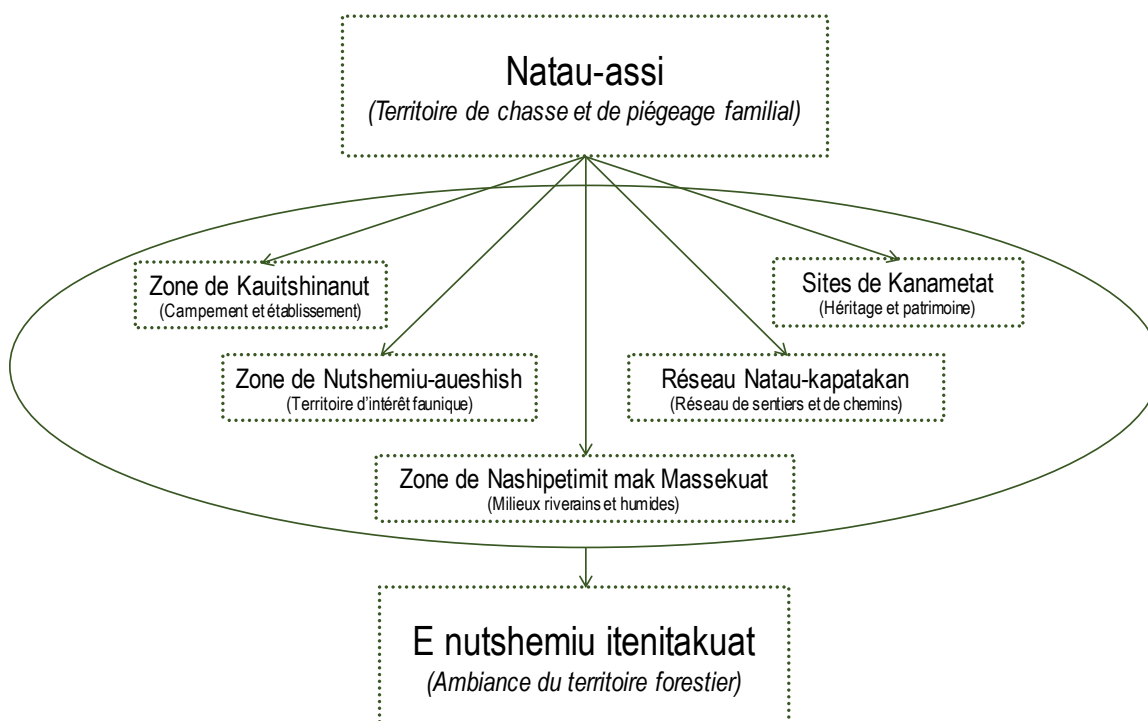 Natau-assi
(Territoire de chasse et de piégeage familial)
Zone de Kauitshinanut
(Campement et établissement)
Sites de Kanametat
(Héritage et patrimoine)
Zone de Nutshemiu-aueshish
(Territoire d'intérêt faunique)
Réseau Natau-kapatakan
(Réseau de sentiers et de chemins)
Zone de Nashipetimit mak Massekuat
(Milieux riverains et humides)
E nutshemiu itenitakuat
(Ambiance du territoire forestier)